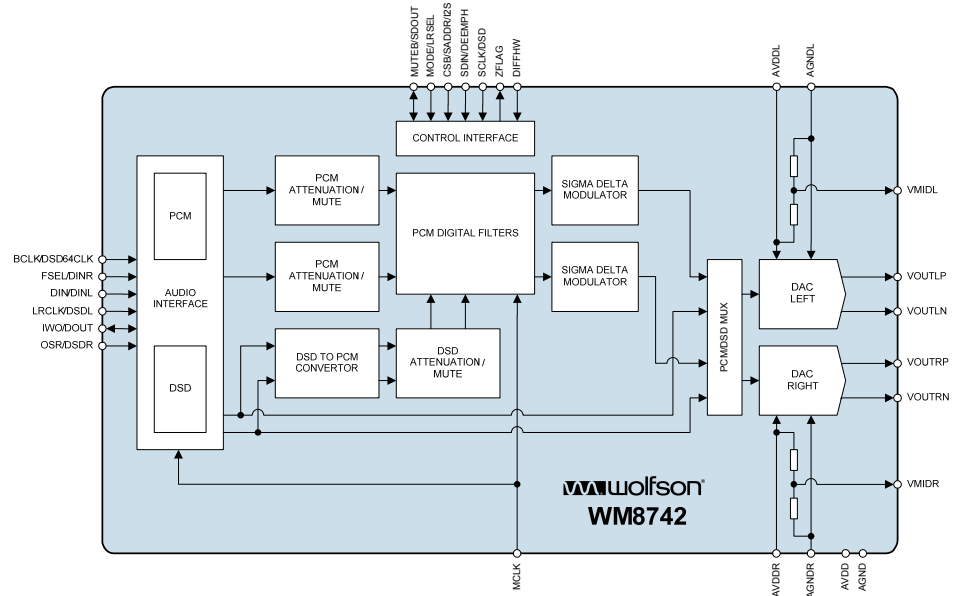 MUTEB/SDOUT
MODE/LRSEL
CSB/SADDR/I2S
SDIN/DEEMPH
SCLK/DSD
ZFLAG
DIFFHW
AVDDL
AGNDL
CONTROL INTERFACE
PCM
PCM
ATTENUATION /
MUTE
PCM DIGITAL FILTERS
SIGMA DELTA
MODULATOR
VMIDL
BCLK/DSD64CLK
FSEL/DINR
DIN/DINL
LRCLK/DSDL
IWO/DOUT
OSR/DSDR
AUDIO
INTERFACE
PCM
ATTENUATION /
MUTE
SIGMA DELTA
MODULATOR
PCM/DSD MUX
DAC
LEFT
VOUTLP
VOUTLN
DSD
DSD TO PCM
CONVERTOR
DSD
ATTENUATION /
MUTE
DAC
RIGHT
VOUTRP
VOUTRN
wolfson
WM8742
VMIDR
MCLK
AVDDR
AGNDR
AVDD
AGND